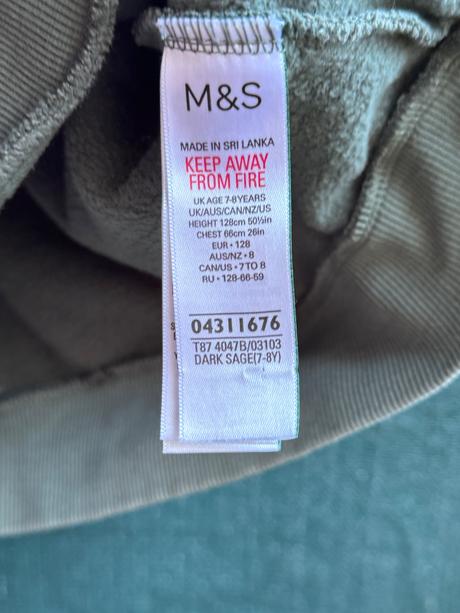 M&S
MADE IN SRI LANKA
KEEP AWAY
FROM FIRE
UK AGE 7-8YEARS
UK/AUS/CAN/NZ/US
HEIGHT 128cm 50½in
CHEST 66cm 26in
EUR • 128
AUS/NZ • 8
CAN/US • 7 TO 8
RU • 128-66-59
04311676
T87 4047B/03103
DARK SAGE(7-8Y)